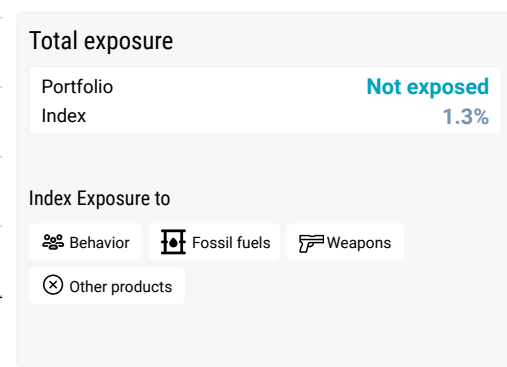 Total exposure
Portfolio Not exposed
Index 1.3%
Index Exposure to
Behavior Fossil fuels Weapons
Other products